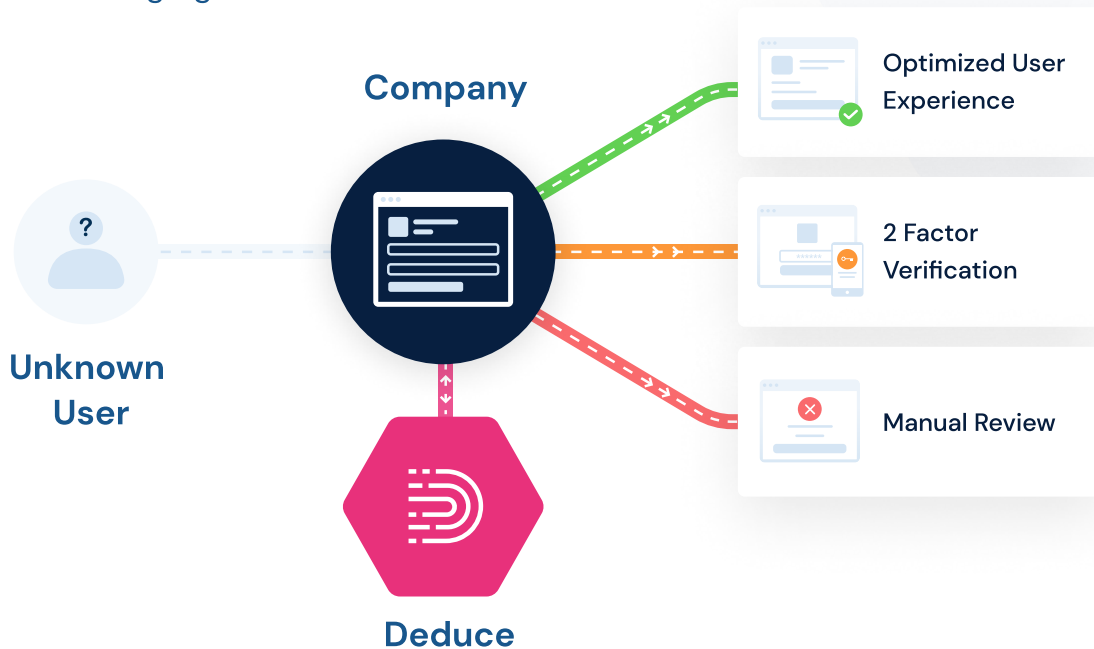 Company
Optimized User
Experience
?
2 Factor
Verification
Unknown
User
Manual Review
Deduce